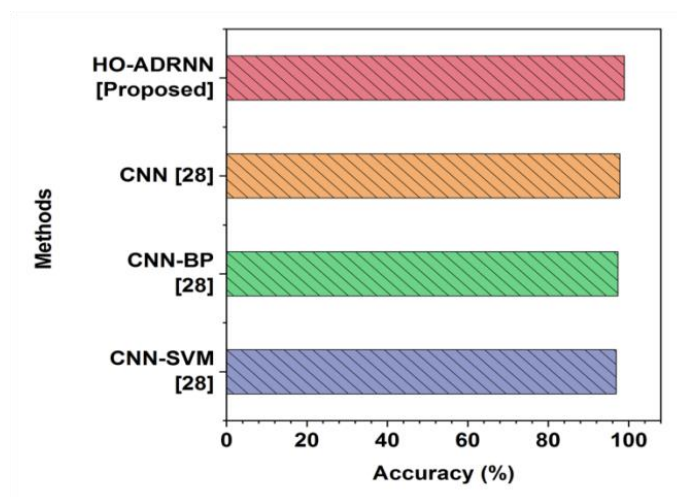 HO-ADRNN
[Proposed]
CNN [28]
CNN-BP
[28]
CNN-SVM
[28]
Methods
0 20 40 60 80 100
Accuracy (%)